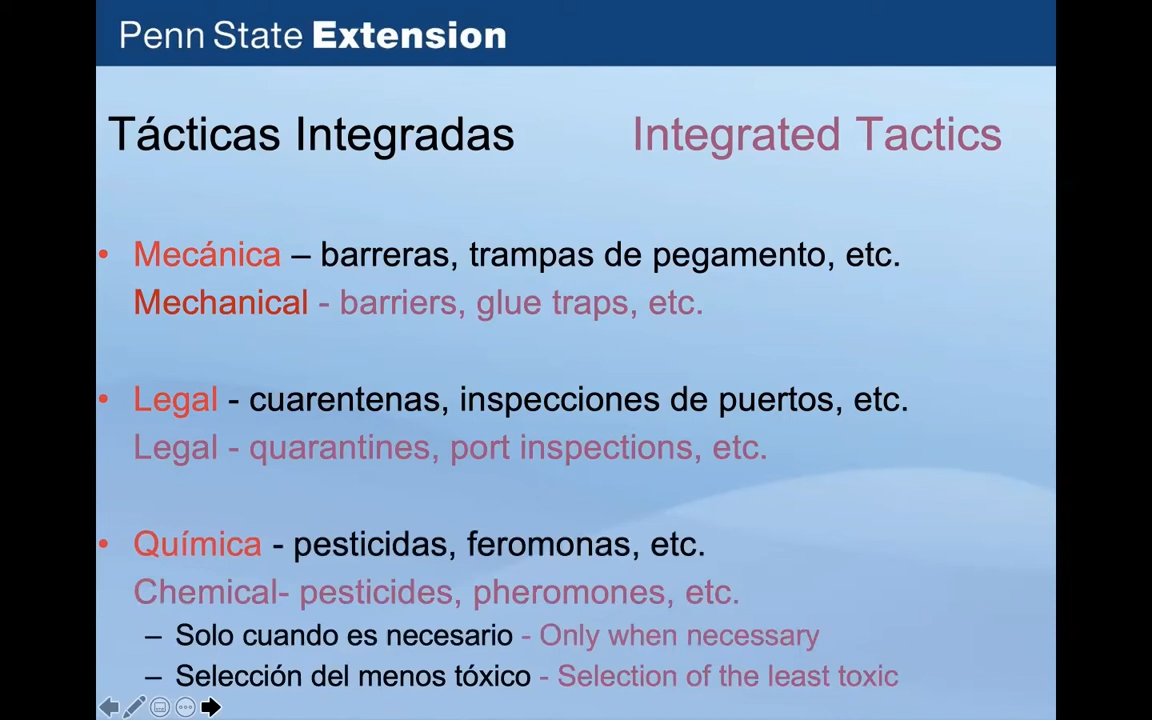 Penn State Extension
Tácticas Integradas Integrated Tactics
• Mecánica – barreras, trampas de pegamento, etc.
Mechanical - barriers, glue traps, etc.
• Legal - cuarentenas, inspecciones de puertos, etc.
Legal - quarantines, port inspections, etc.
• Química - pesticidas, feromonas, etc.
Chemical- pesticides, pheromones, etc.
– Solo cuando es necesario - Only when necessary
– Selección del menos tóxico - Selection of the least toxic